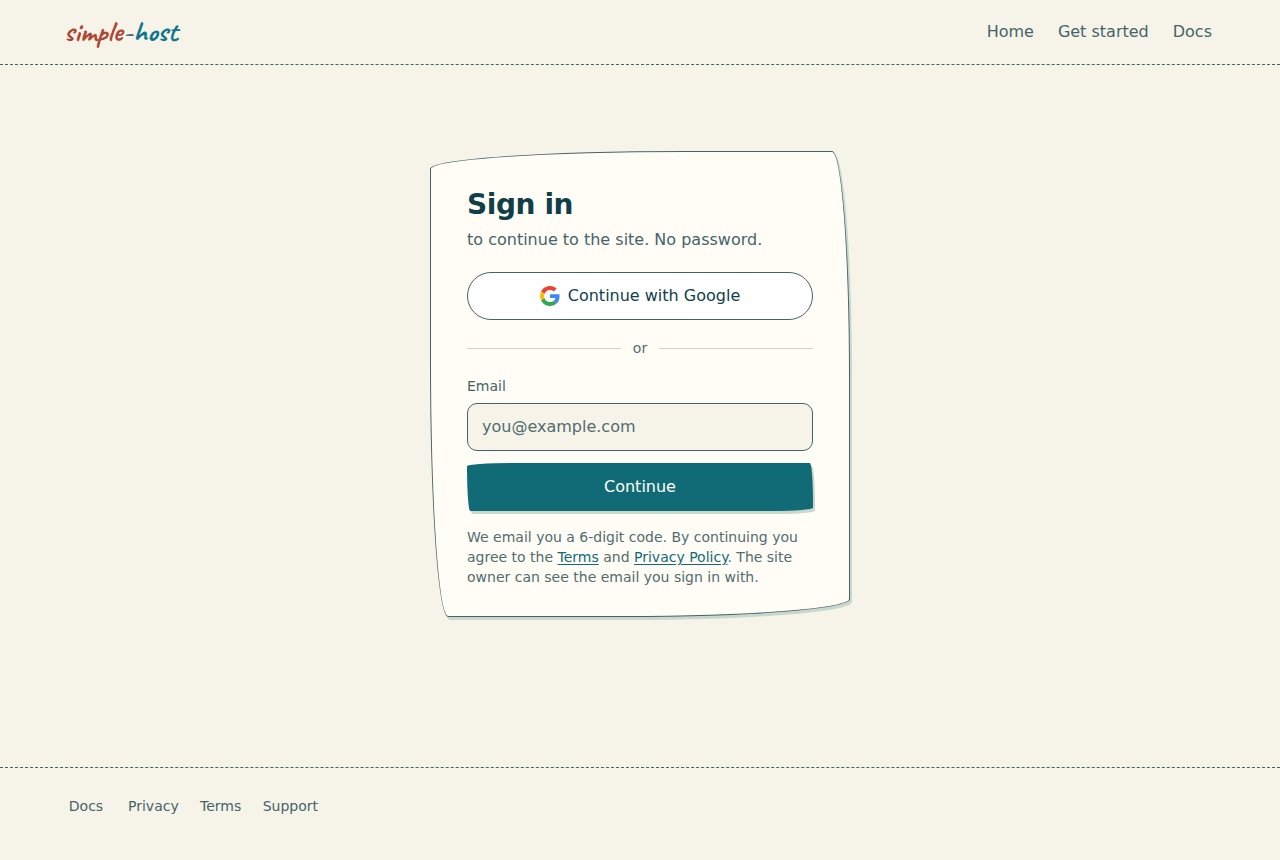 simple-host
Home Get started Docs
Sign in
to continue to the site. No password.
Continue with Google
or
Email
you@example.com
Continue
We email you a 6-digit code. By continuing you
agree to the Terms and Privacy Policy. The site
owner can see the email you sign in with.
Docs Privacy Terms Support